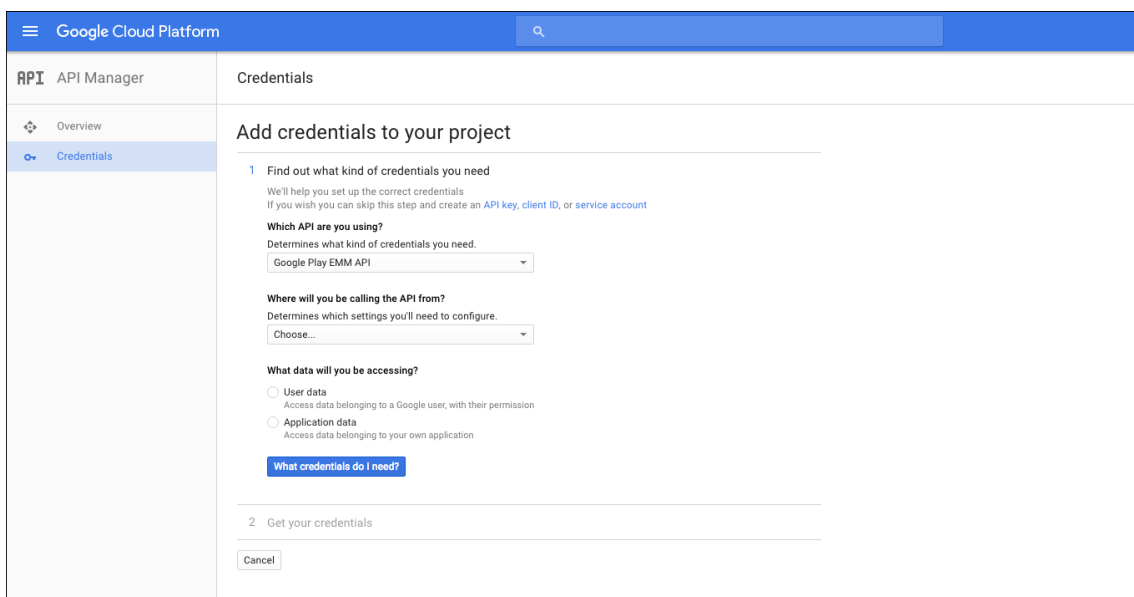 Google Cloud Platform
API API Manager
Credentials
Overview
Credentials
Add credentials to your project
1 Find out what kind of credentials you need
We'll help you set up the correct credentials
If you wish you can skip this step and create an API key, client ID, or service account
Which API are you using?
Determines what kind of credentials you need.
Google Play EMM API
Where will you be calling the API from?
Determines which settings you'll need to configure.
Choose...
What data will you be accessing?
User data
Access data belonging to a Google user, with their permission
Application data
Access data belonging to your own application
What credentials do I need?
2 Get your credentials
Cancel